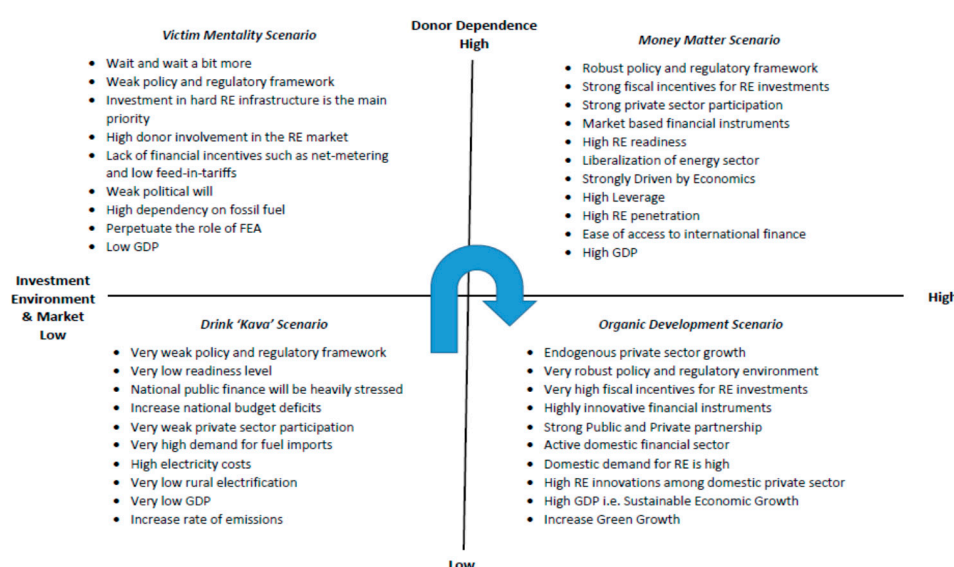 Donor Dependence
High
Victim Mentality Scenario
• Wait and wait a bit more
• Weak policy and regulatory framework
• Investment in hard RE infrastructure is the main
priority
• High donor involvement in the RE market
• Lack of financial incentives such as net-metering
and low feed-in-tariffs
• Weak political will
• High dependency on fossil fuel
• Perpetuate the role of FEA
• Low GDP
Money Matter Scenario
• Robust policy and regulatory framework
• Strong fiscal incentives for RE investments
• Strong private sector participation
• Market based financial instruments
• High RE readiness
• Liberalization of energy sector
• Strongly Driven by Economics
• High Leverage
• High RE penetration
• Ease of access to international finance
• High GDP
Investment
Environment
& Market
Low
High
Drink ‘Kava’ Scenario
• Very weak policy and regulatory framework
• Very low readiness level
• National public finance will be heavily stressed
• Increase national budget deficits
• Very weak private sector participation
• Very high demand for fuel imports
• High electricity costs
• Very low rural electrification
• Very low GDP
• Increase rate of emissions
Organic Development Scenario
• Endogenous private sector growth
• Very robust policy and regulatory environment
• Very high fiscal incentives for RE investments
• Highly innovative financial instruments
• Strong Public and Private partnership
• Active domestic financial sector
• Domestic demand for RE is high
• High RE innovations among domestic private sector
• High GDP i.e. Sustainable Economic Growth
• Increase Green Growth
Low